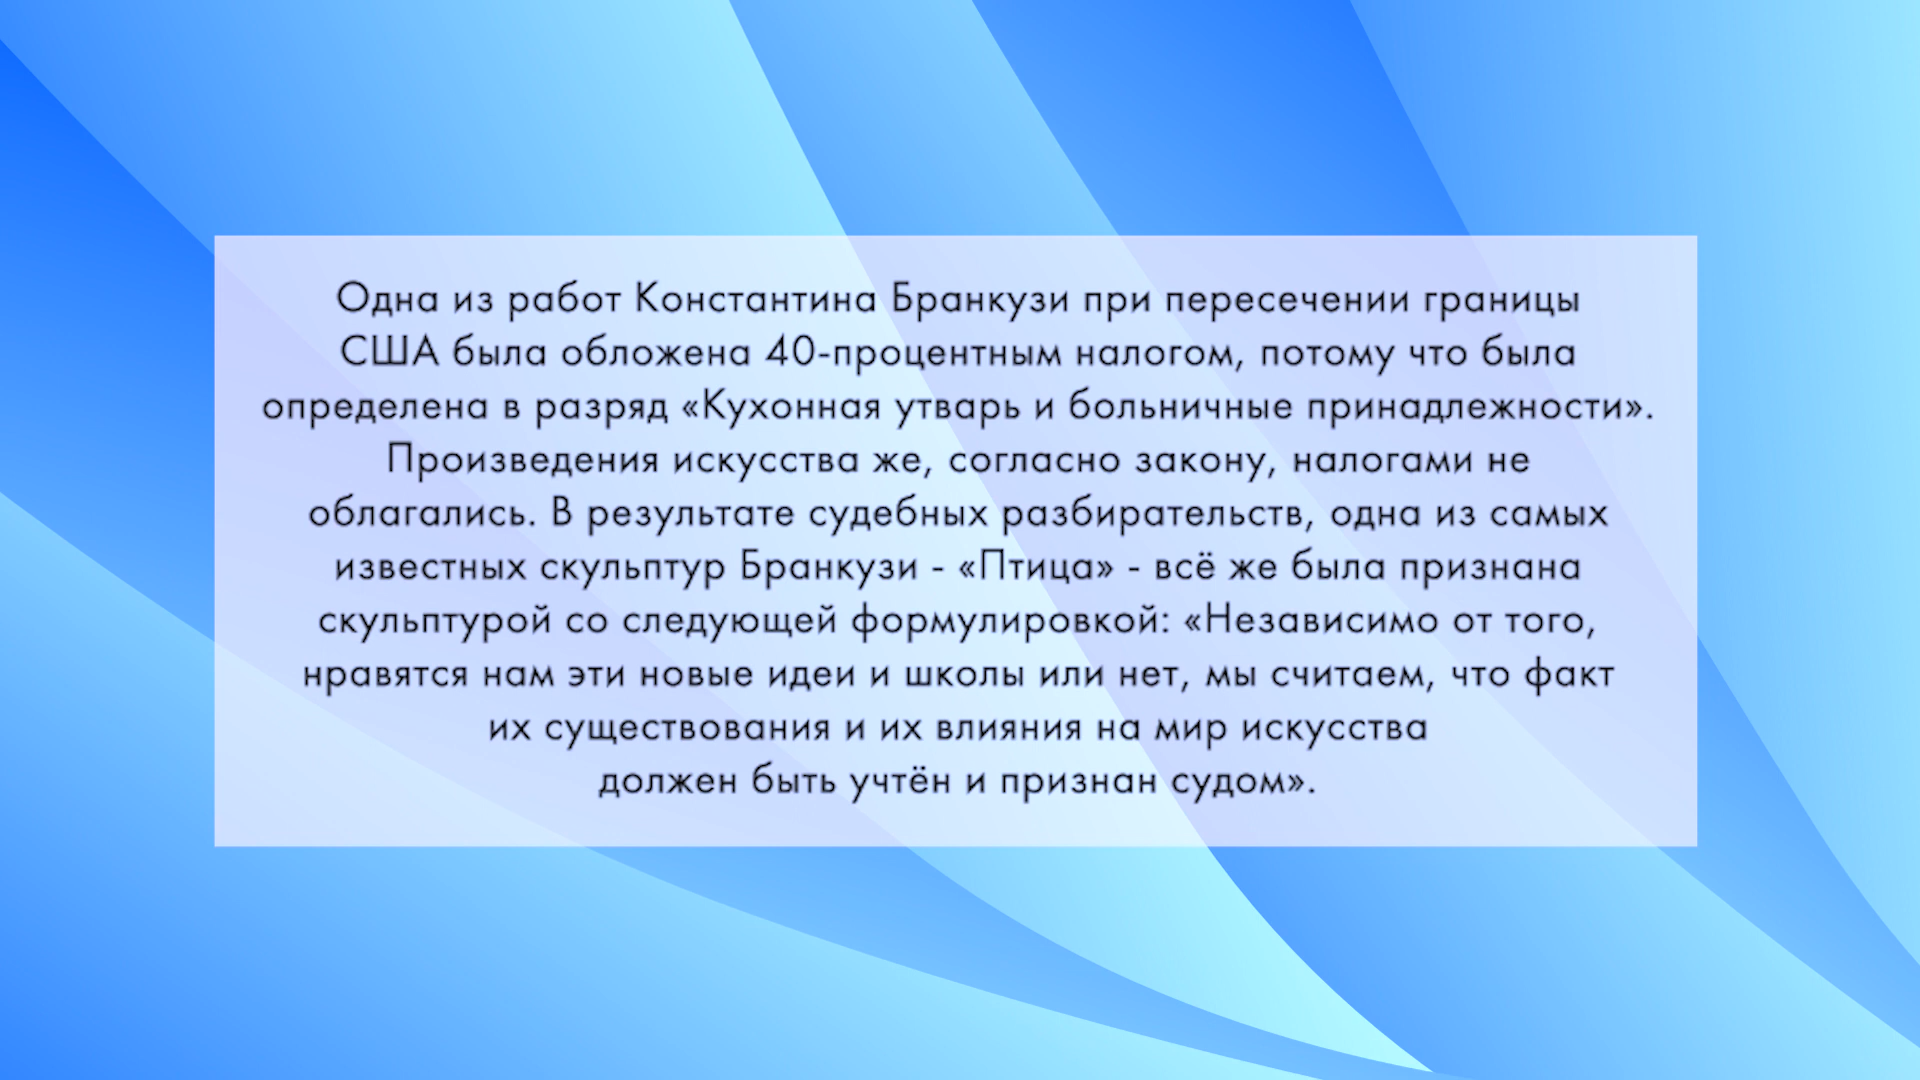 Одна из работ Константина Бранкузи при пересечении границы
США была обложена 40-процентным налогом, потому что была
определена в разряд «Кухонная утварь и больничные принадлежности».
Произведения искусства же, согласно закону, налогами не
облагались. В результате судебных разбирательств, одна из самых
известных скульптур Бранкузи - «Птица» - всё же была признана
скульптурой со следующей формулировкой: «Независимо от того,
нравятся нам эти новые идеи и школы или нет, мы считаем, что факт
их существования и их влияния на мир искусства
должен быть учтён и признан судом».